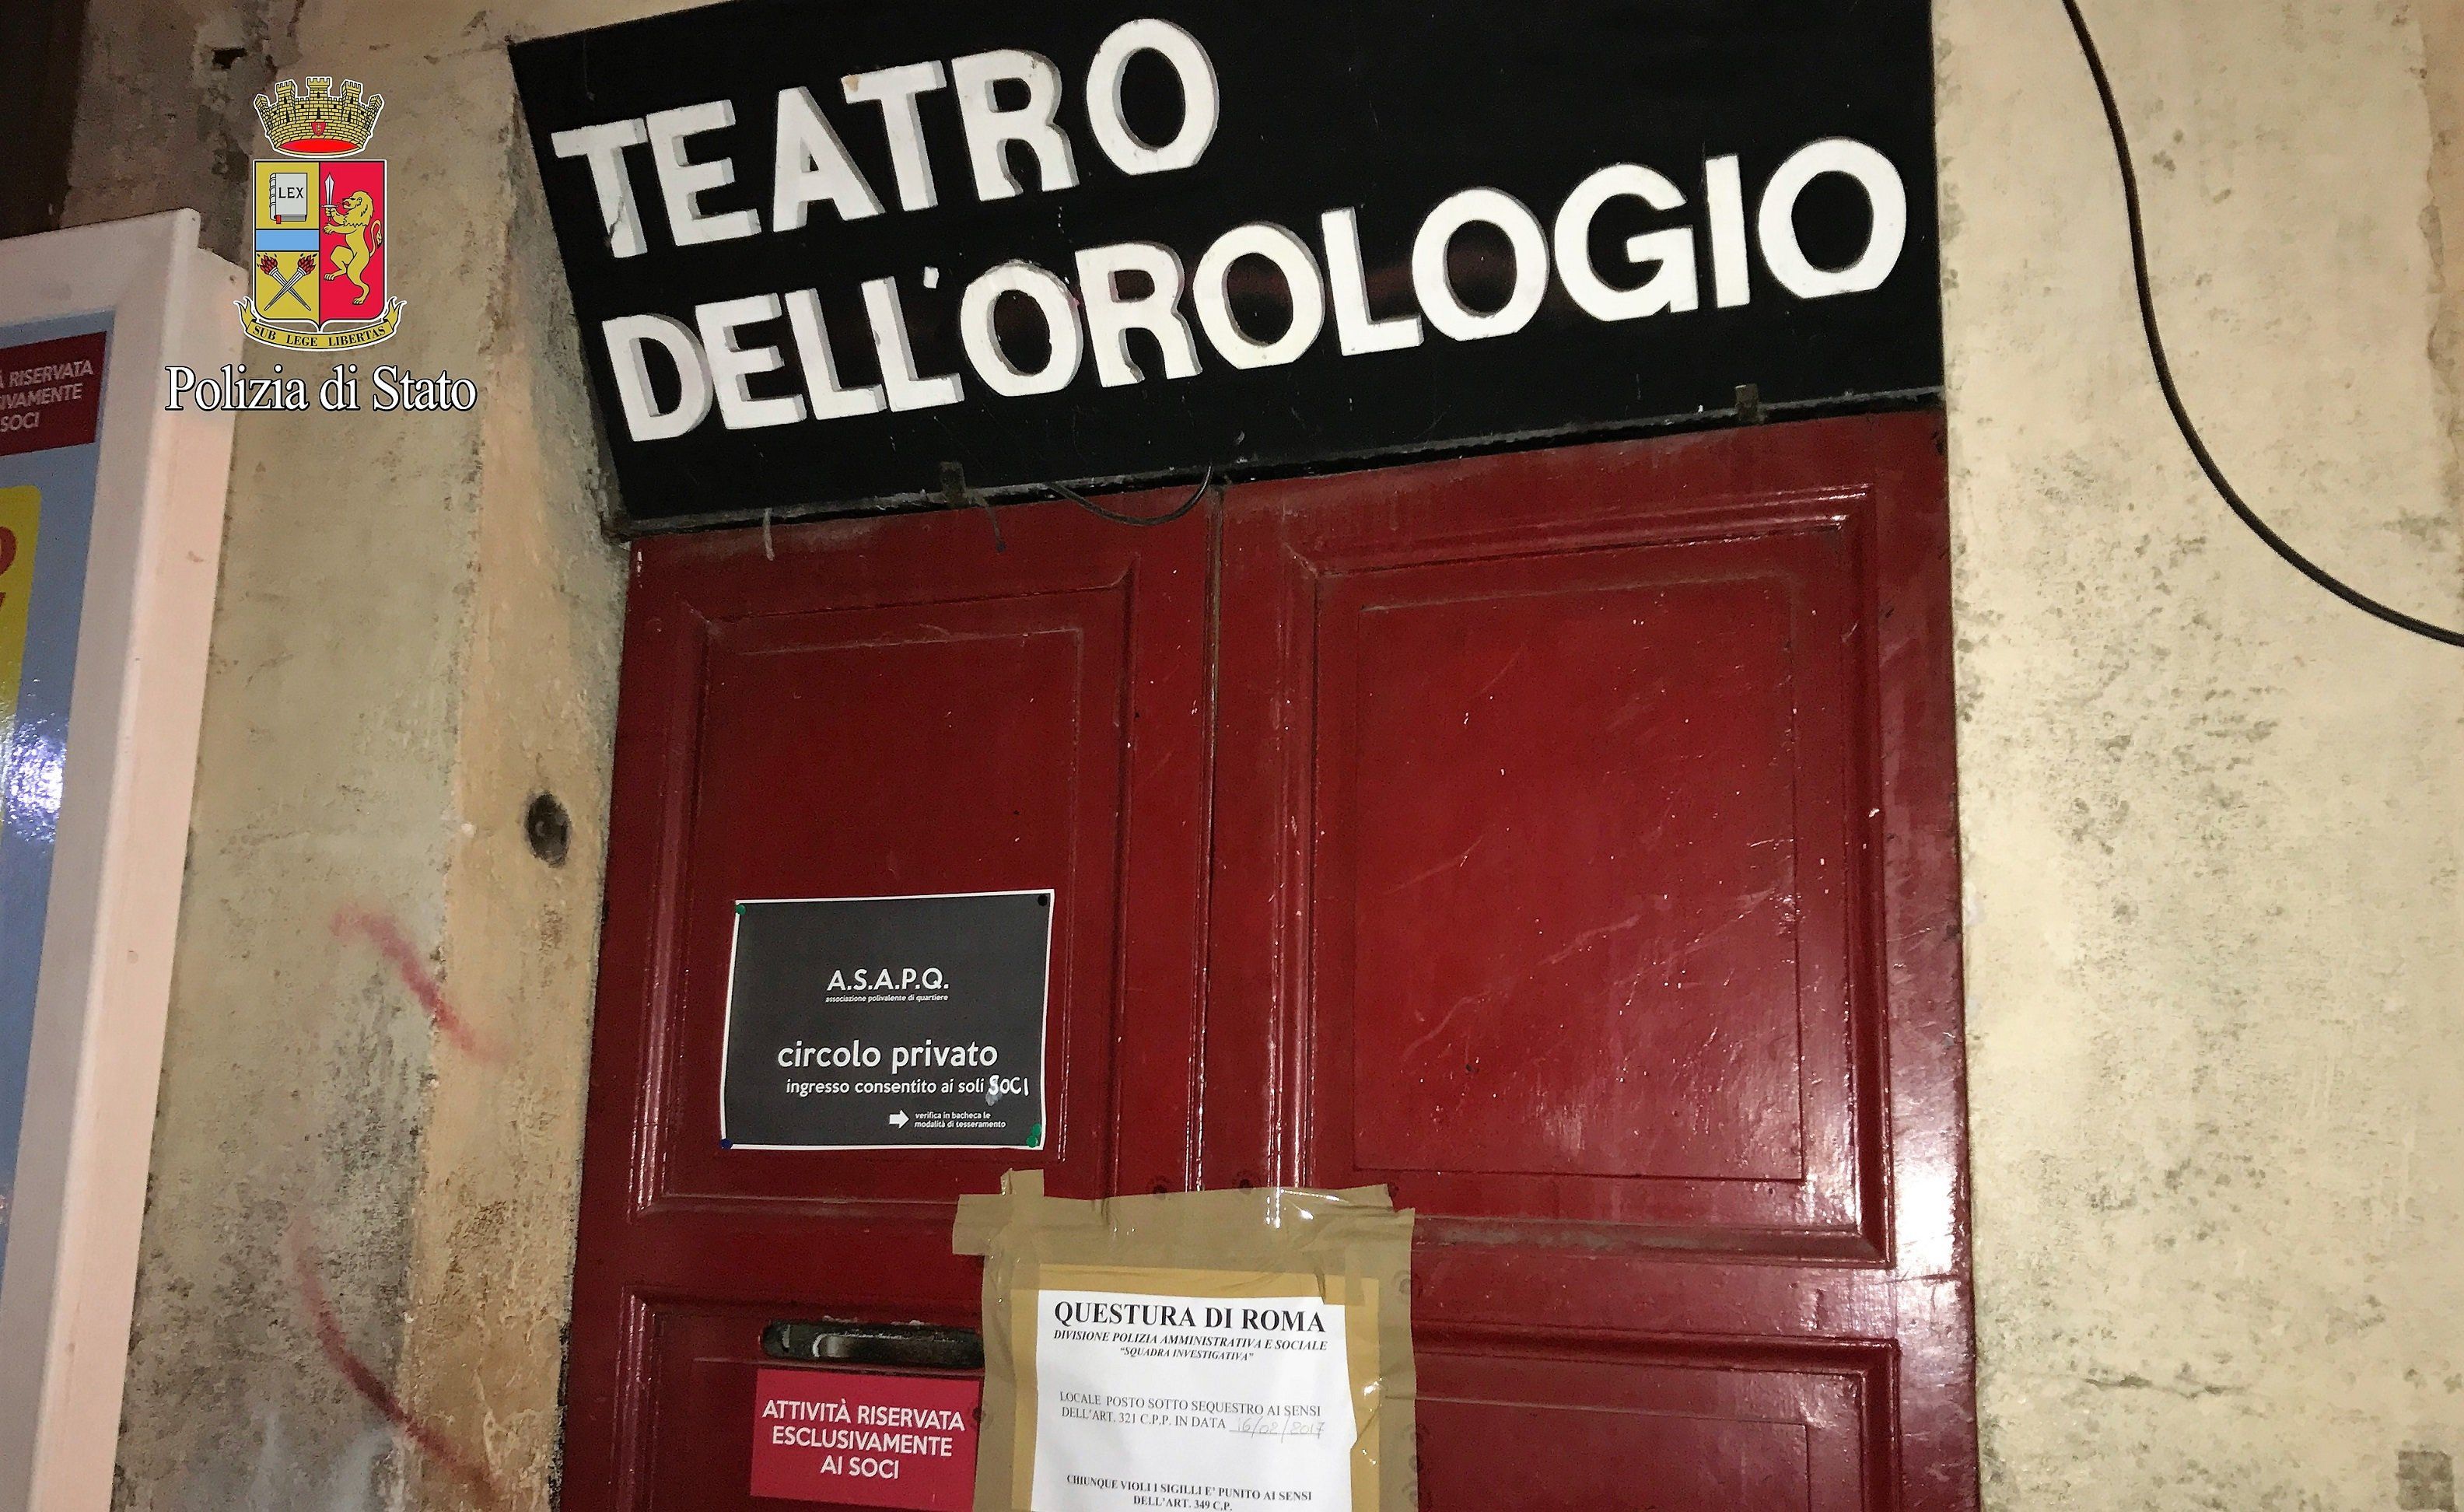 TEATRO
DELL'OROLOGIO
LEX
SUB LEGE LIBERTAS
Polizia di Stato
RISERVATA
SOCI
A.S.A.P.Q.
associazione polivalente di quartiere
circolo privato
ingresso consentito ai soli SOCI
verifica in bacheca le
modalità di tesseramento
QUESTURA DI ROMA
DIVISIONE POLIZIA AMMINISTRATIVA E SOCIALE
"SQUADRA INVESTIGATIVA"
LOCALE POSTO SOTTO SEQUESTRO AI SENSI
DELL'ART. 321 C.P.P. IN DATA 16/02/2017
CHIUNQUE VIOLI I SIGILLI E' PUNITO AI SENSI
DELL'ART. 349 C.P.
ATTIVITÀ RISERVATA
ESCLUSIVAMENTE
AI SOCI